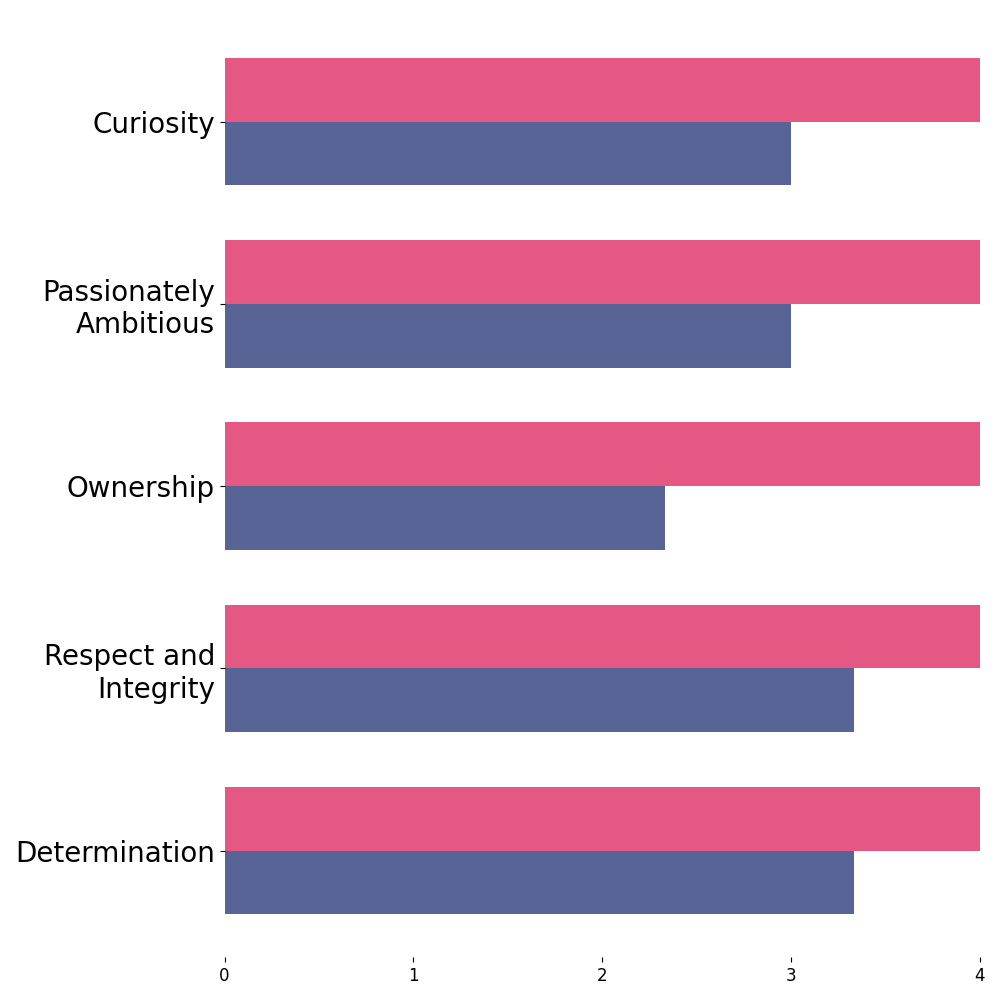 Curiosity
Passionately
Ambitious
Ownership
Respect and
Integrity
Determination
0 1 2 3 4